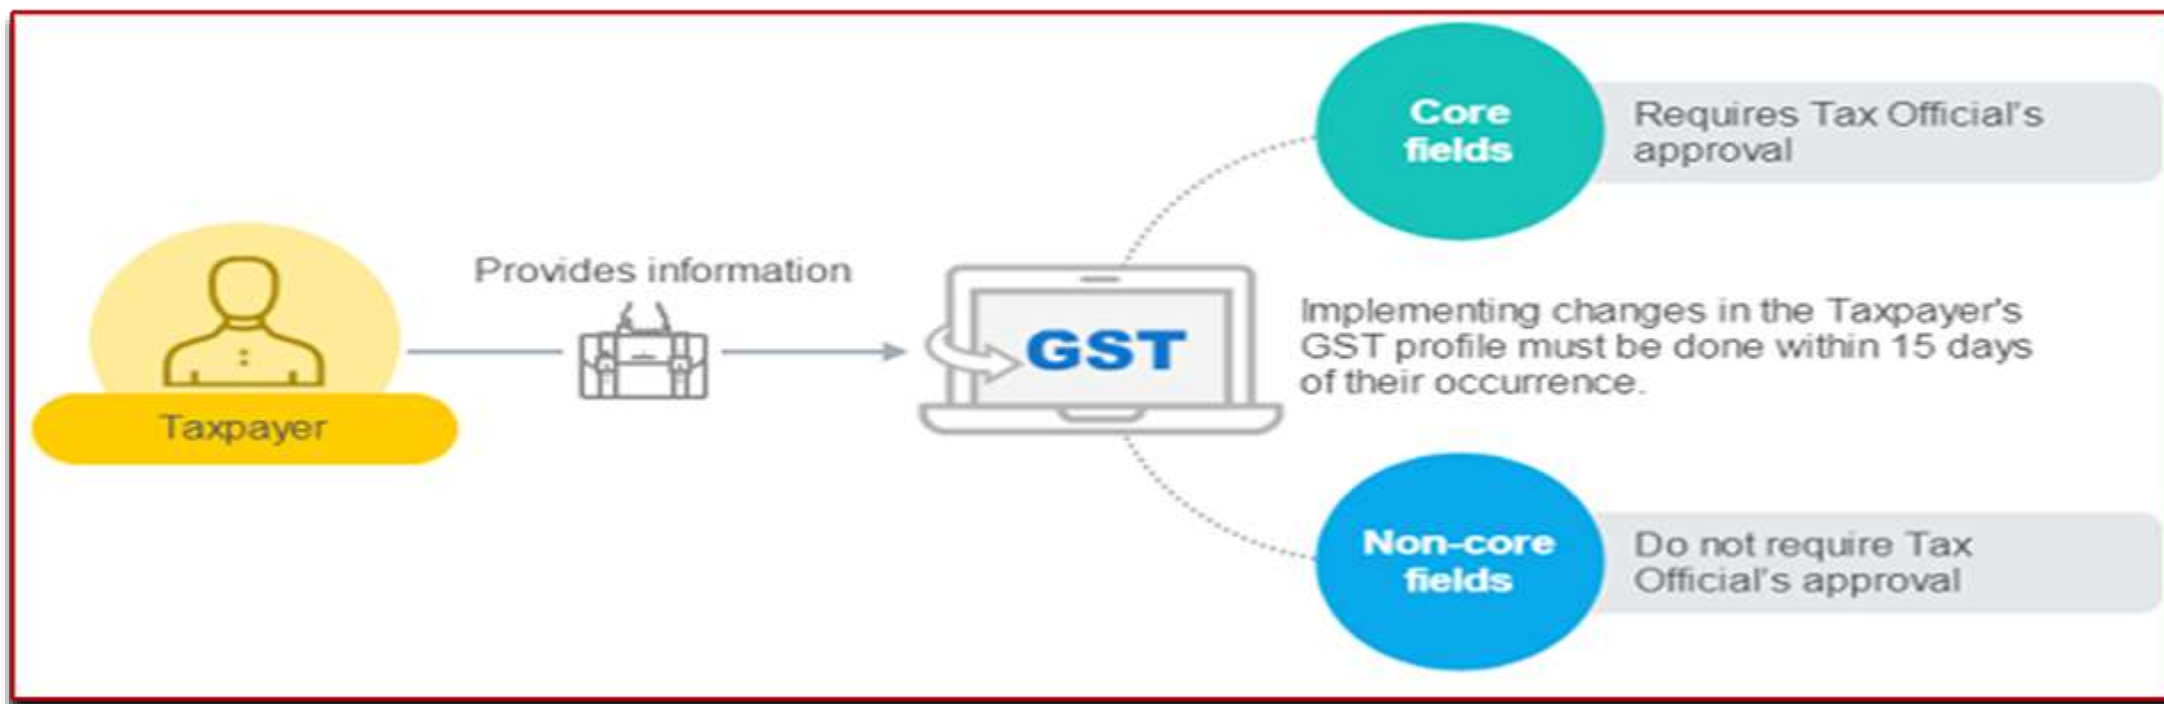 Core
fields
Requires Tax Official's
approval
Provides information
GST
Implementing changes in the Taxpayer's
GST profile must be done within 15 days
of their occurrence.
Taxpayer
Non-core
fields
Do not require Tax
Official's approval